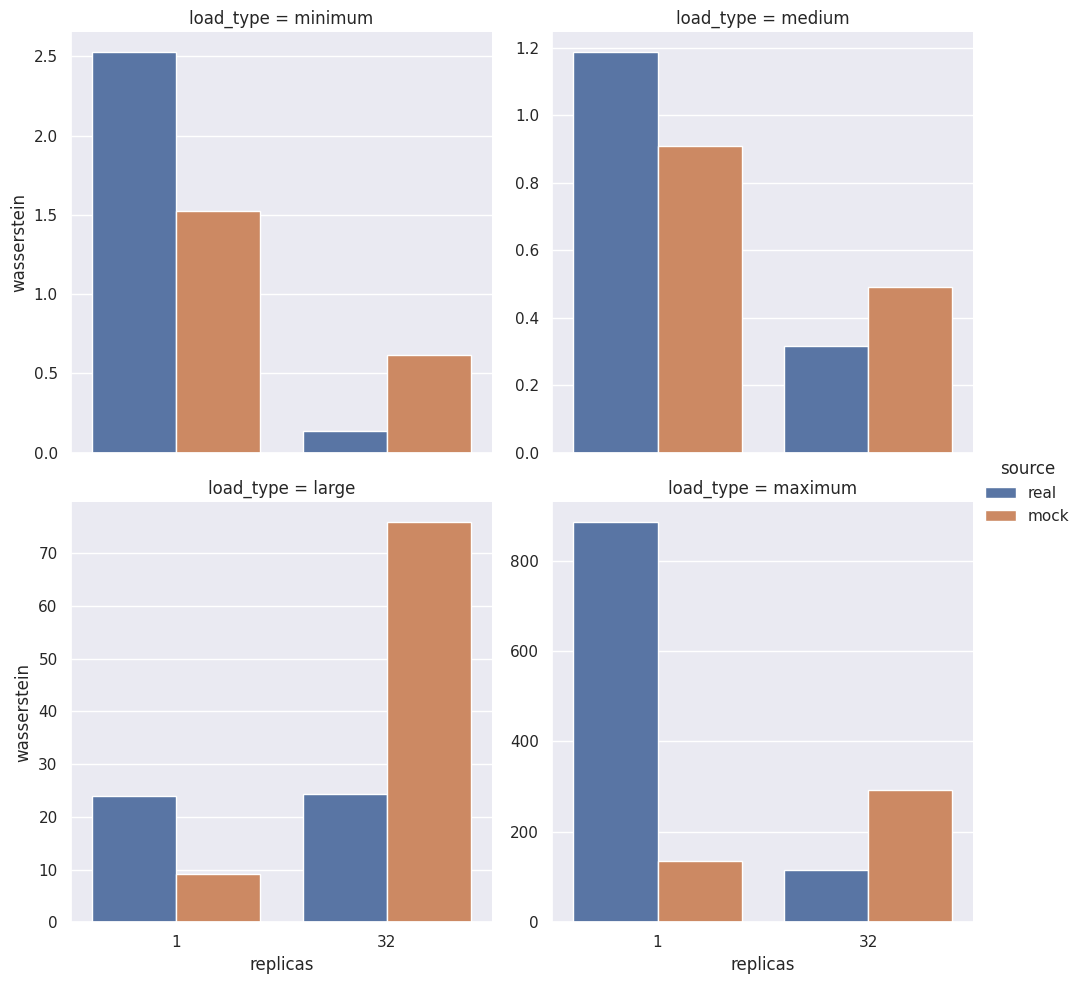 load_type = minimum
load_type = medium
2.5
2.0
1.5
1.0
0.5
0.0
wasserstein
1.2
1.0
0.8
0.6
0.4
0.2
0.0
source
real
mock
load_type = large
load_type = maximum
70
60
50
40
30
20
10
0
wasserstein
1
32
replicas
800
600
400
200
0
1
32
replicas